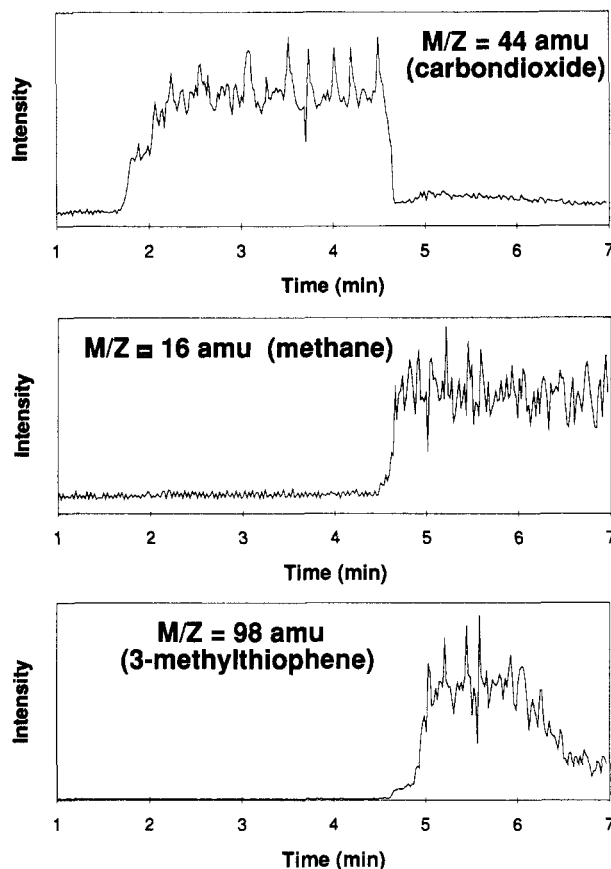 M/Z = 44 amu
(carbondioxide)
Intensity
1 2 3 4 5 6 7
Time (min)
M/Z = 16 amu (methane)
Intensity
1 2 3 4 5 6 7
Time (min)
M/Z = 98 amu
(3-methylthiophene)
Intensity
1 2 3 4 5 6 7
Time (min)